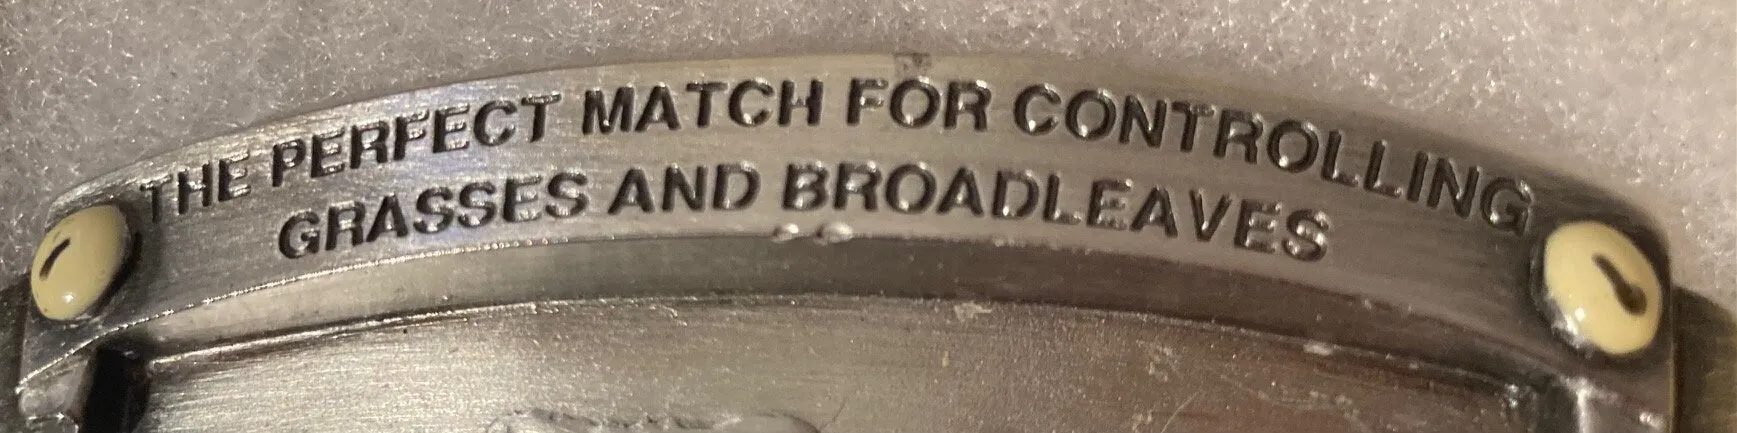 THE PERFECT MATCH FOR CONTROLLING
GRASSES AND BROADLEAVES